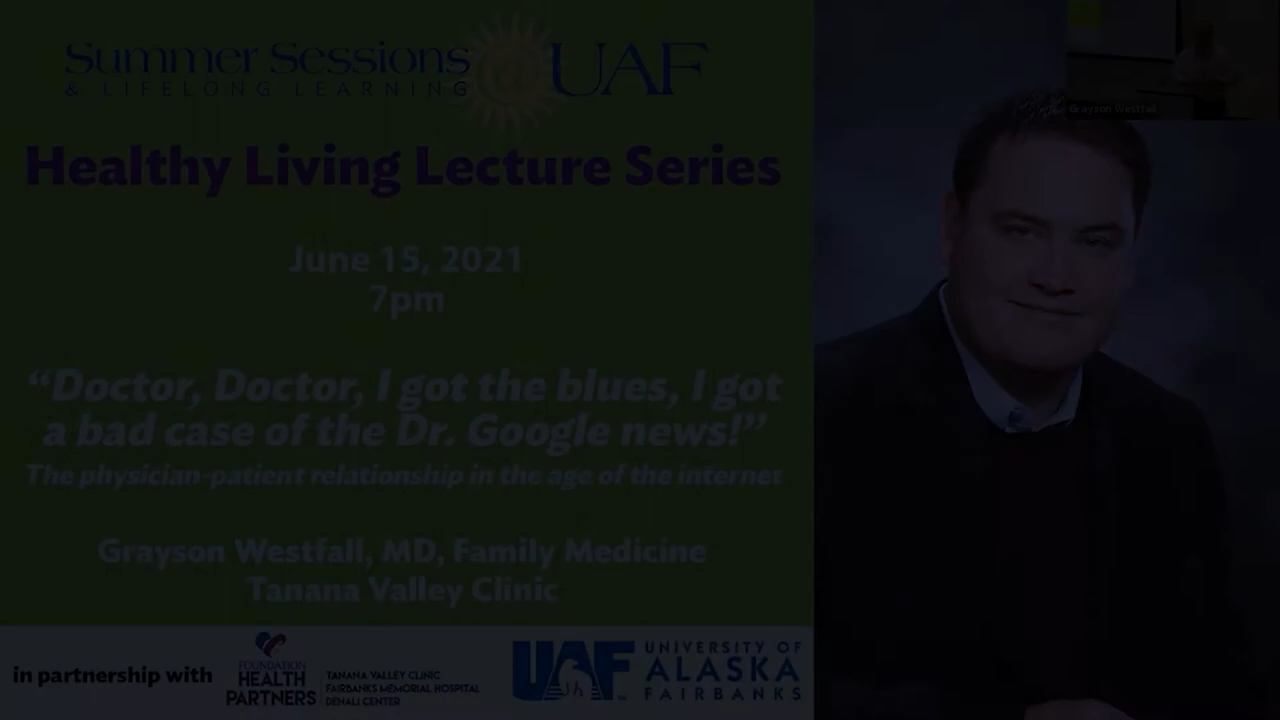 Summer Sessions @ UAF
& LIFELONG LEARNING
Grayson Westfall
Healthy Living Lecture Series
June 15, 2021
7pm
“Doctor, Doctor, I got the blues, I got
a bad case of the Dr. Google news!”
The physician-patient relationship in the age of the internet
Grayson Westfall, MD, Family Medicine
Tanana Valley Clinic
in partnership with
FOUNDATION
HEALTH
PARTNERS
TANANA VALLEY CLINIC
FAIRBANKS MEMORIAL HOSPITAL
DENALI CENTER
UAF
UNIVERSITY OF
ALASKA
FAIRBANKS